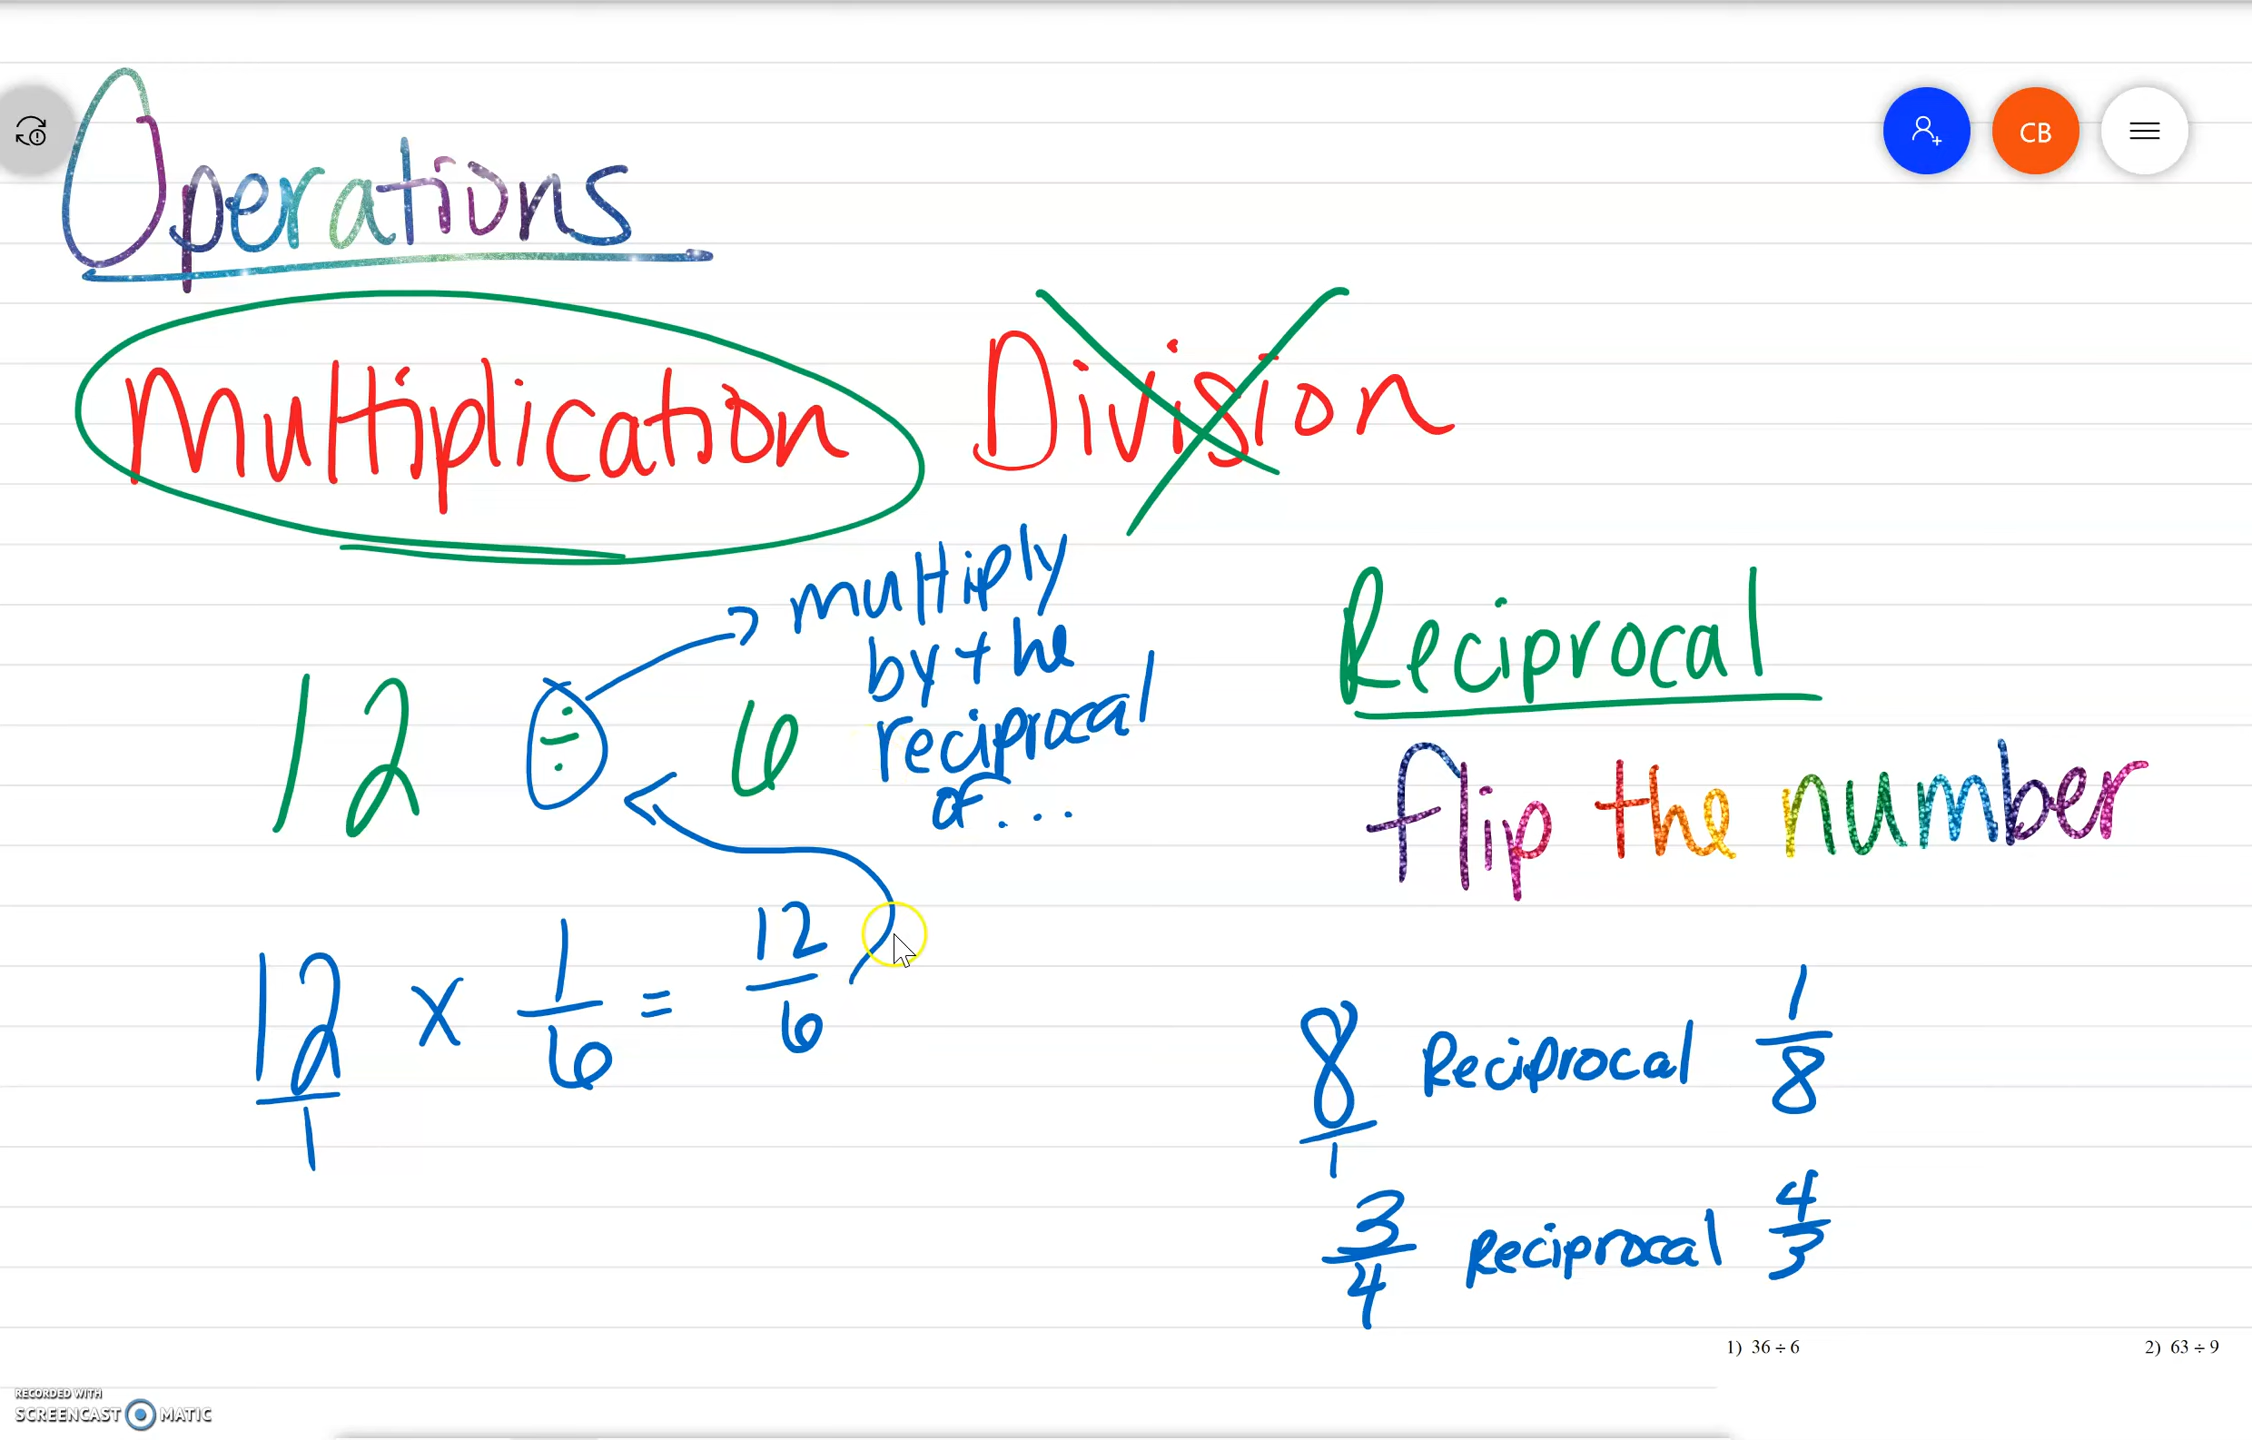 Operations
CB
Multiplication Division
multiply
by the
reciprocal
of...
12 ÷ 6
Reciprocal
flip the number
12/1 x 1/6 = 12/6
8/1 Reciprocal 1/8
3/4 Reciprocal 4/3
1) 36 ÷ 6
2) 63 ÷ 9
RECORDED WITH
SCREENCAST MATIC